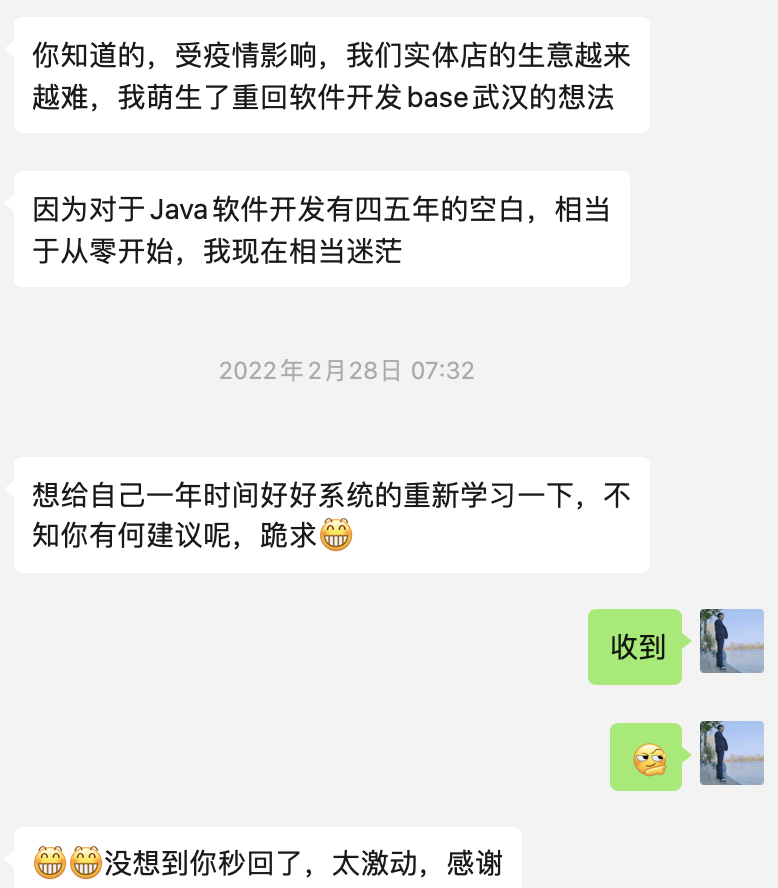 你知道的，受疫情影响，我们实体店的生意越来
越难，我萌生了重回软件开发base武汉的想法
因为对于Java软件开发有四五年的空白，相当
于从零开始，我现在相当迷茫
2022年2月28日 07:32
想给自己一年时间好好系统的重新学习一下，不
知你有何建议呢，跪求😁
收到
🤔
😁😁没想到你秒回了，太激动，感谢